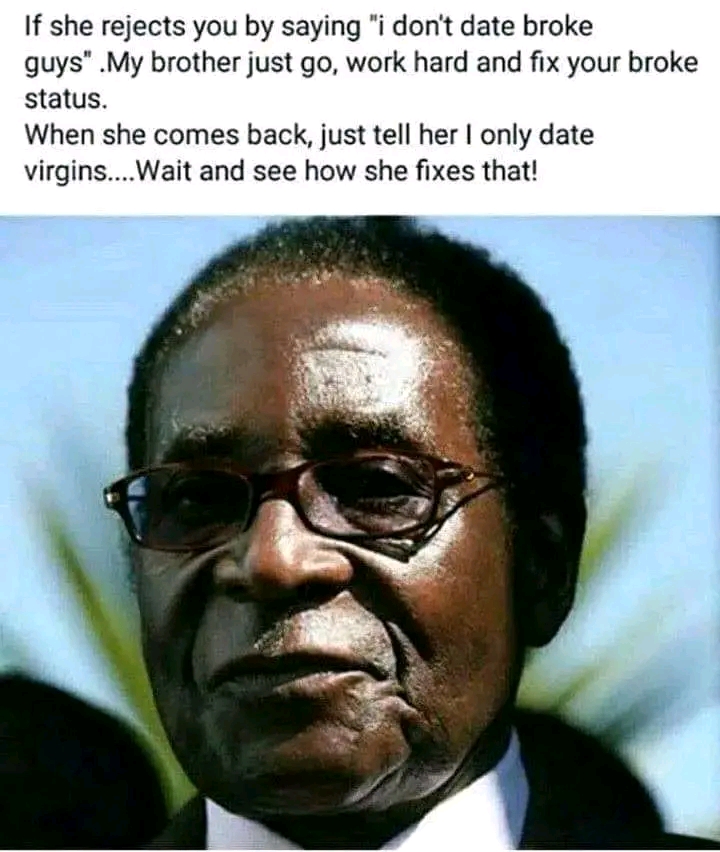 If she rejects you by saying "i don't date broke
guys" .My brother just go, work hard and fix your broke
status.
When she comes back, just tell her I only date
virgins....Wait and see how she fixes that!